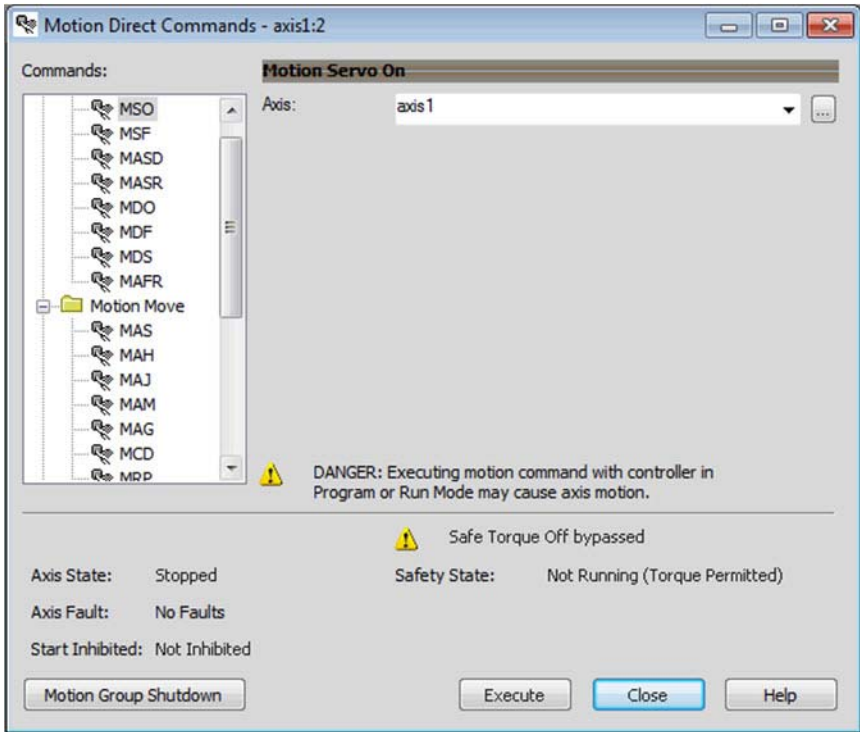 Motion Direct Commands - axis1:2
Commands:
Motion Servo On
MSO
MSF
MASD
MASR
MDO
MDF
MDS
MAFR
Motion Move
MAS
MAH
MAJ
MAM
MAG
MCD
MRP
Axis:
axis1
...
DANGER: Executing motion command with controller in
Program or Run Mode may cause axis motion.
Safe Torque Off bypassed
Axis State: Stopped
Safety State: Not Running (Torque Permitted)
Axis Fault: No Faults
Start Inhibited: Not Inhibited
Motion Group Shutdown
Execute
Close
Help